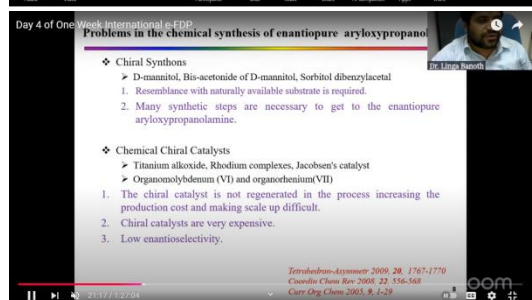 Day 4 of One Week International e-FDP
Problems in the chemical synthesis of enantiopure aryloxypropanol
Dr. Linga Banoth
❖ Chiral Synthons
➢ D-mannitol, Bis-acetonide of D-mannitol, Sorbitol dibenzylacetal
1. Resemblance with naturally available substrate is required.
2. Many synthetic steps are necessary to get to the enantiopure
aryloxypropanolamine.
❖ Chemical Chiral Catalysts
➢ Titanium alkoxide, Rhodium complexes, Jacobsen's catalyst
➢ Organomolybdenum (VI) and organorhenium(VII)
1. The chiral catalyst is not regenerated in the process increasing the
production cost and making scale up difficult.
2. Chiral catalysts are very expensive.
3. Low enantioselectivity.
Tetrahedron-Asymmetr 2009, 20, 1767-1770
Coordin Chem Rev 2008, 22, 556-568
Curr Org Chem 2005, 9, 1-29
21:17 / 1:27:04
oom